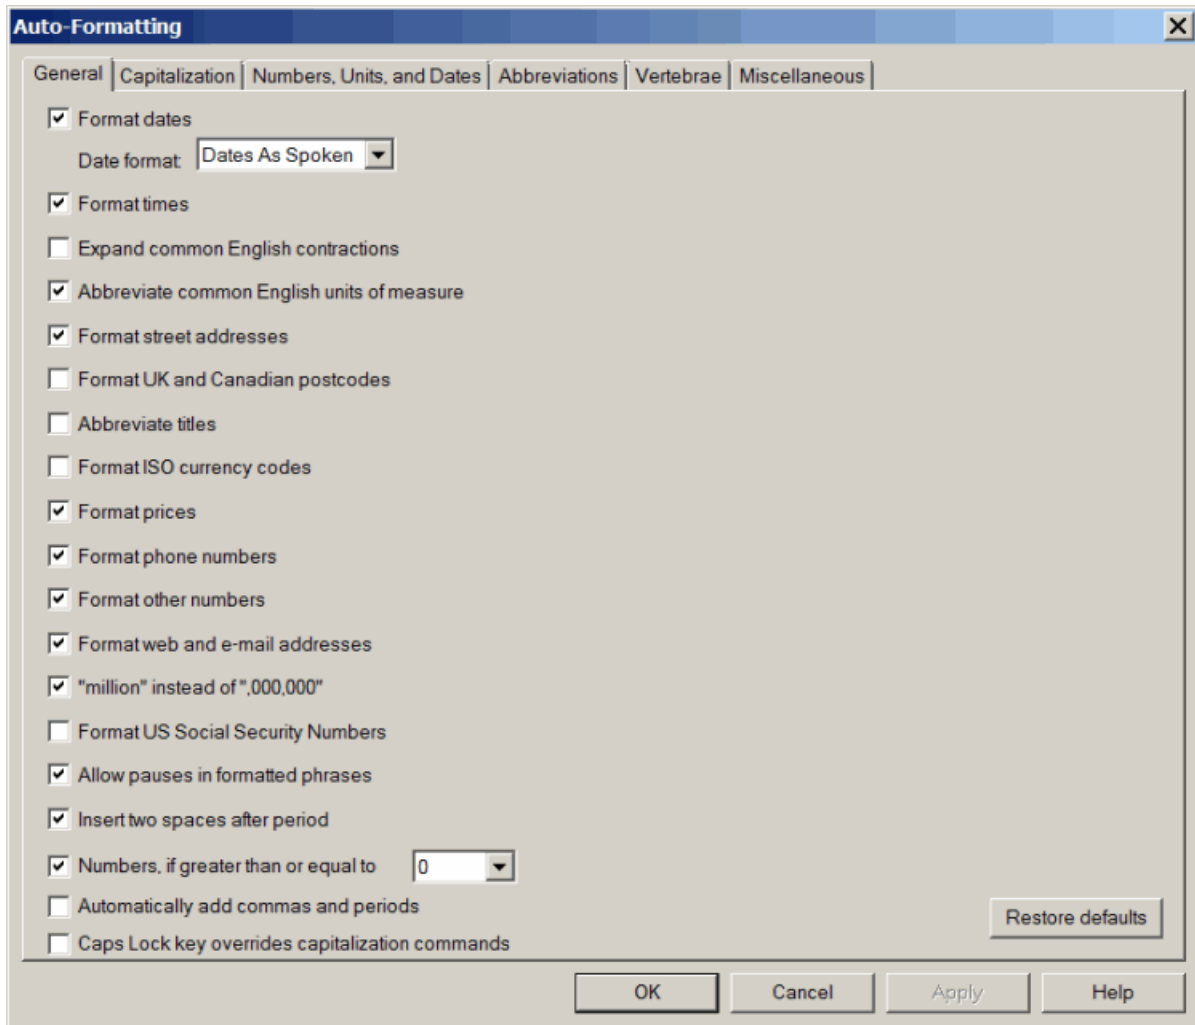 Auto-Formatting
General Capitalization Numbers, Units, and Dates Abbreviations Vertebrae Miscellaneous
Format dates
Date format: Dates As Spoken
Format times
Expand common English contractions
Abbreviate common English units of measure
Format street addresses
Format UK and Canadian postcodes
Abbreviate titles
Format ISO currency codes
Format prices
Format phone numbers
Format other numbers
Format web and e-mail addresses
"million" instead of ",000,000"
Format US Social Security Numbers
Allow pauses in formatted phrases
Insert two spaces after period
Numbers, if greater than or equal to 0
Automatically add commas and periods
Restore defaults
Caps Lock key overrides capitalization commands
OK Cancel Apply Help